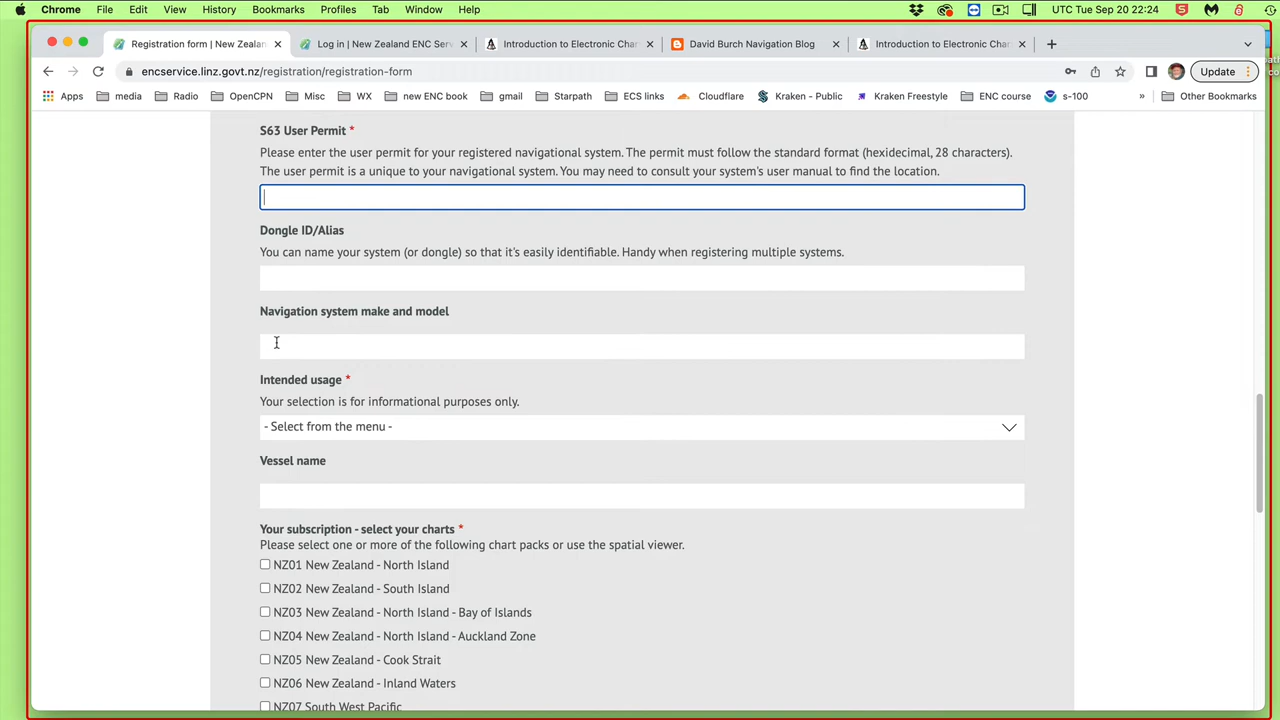 Chrome File Edit View History Bookmarks Profiles Tab Window Help UTC Tue Sep 20 22:24
Registration form | New Zealan Log in | New Zealand ENC Serv Introduction to Electronic Char David Burch Navigation Blog Introduction to Electronic Char
encservice.linz.govt.nz/registration/registration-form Update
Apps media Radio OpenCPN Misc WX new ENC book gmail Starpath ECS links Cloudflare Kraken - Public Kraken Freestyle ENC course s-100 » Other Bookmarks
S63 User Permit *
Please enter the user permit for your registered navigational system. The permit must follow the standard format (hexidecimal, 28 characters).
The user permit is a unique to your navigational system. You may need to consult your system's user manual to find the location.
Dongle ID/Alias
You can name your system (or dongle) so that it's easily identifiable. Handy when registering multiple systems.
Navigation system make and model
Intended usage *
Your selection is for informational purposes only.
- Select from the menu -
Vessel name
Your subscription - select your charts *
Please select one or more of the following chart packs or use the spatial viewer.
NZ01 New Zealand - North Island
NZ02 New Zealand - South Island
NZ03 New Zealand - North Island - Bay of Islands
NZ04 New Zealand - North Island - Auckland Zone
NZ05 New Zealand - Cook Strait
NZ06 New Zealand - Inland Waters
NZ07 South West Pacific